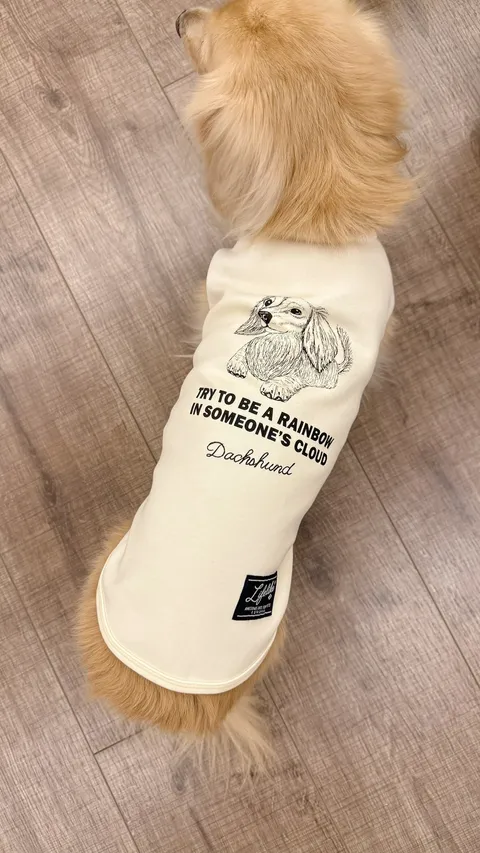 TRY TO BE A RAINBOW
IN SOMEONE'S CLOUD
Dachshund